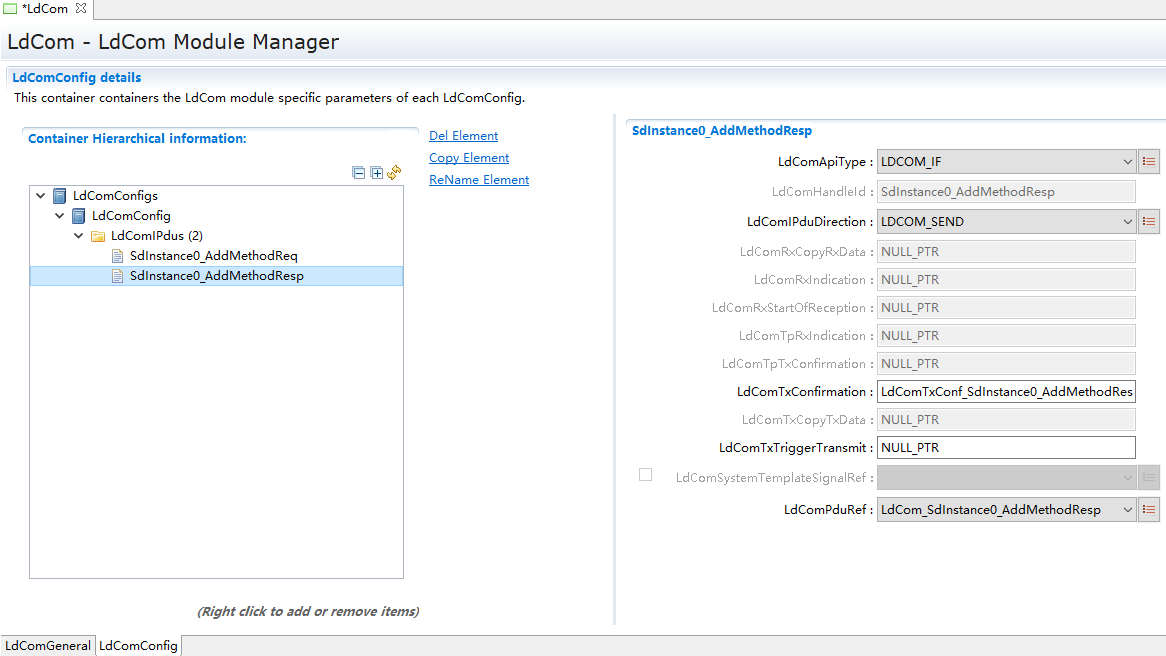 *LdCom
LdCom - LdCom Module Manager
LdComConfig details
This container containers the LdCom module specific parameters of each LdComConfig.
Container Hierarchical information:
Del Element
Copy Element
ReName Element
LdComConfigs
LdComConfig
LdComIPdus (2)
SdInstance0_AddMethodReq
SdInstance0_AddMethodResp
(Right click to add or remove items)
SdInstance0_AddMethodResp
LdComApiType : LDCOM_IF
LdComHandleId : SdInstance0_AddMethodResp
LdComIPduDirection : LDCOM_SEND
LdComRxCopyRxData : NULL_PTR
LdComRxIndication : NULL_PTR
LdComRxStartOfReception : NULL_PTR
LdComTpRxIndication : NULL_PTR
LdComTpTxConfirmation : NULL_PTR
LdComTxConfirmation : LdComTxConf_SdInstance0_AddMethodRes
LdComTxCopyTxData : NULL_PTR
LdComTxTriggerTransmit : NULL_PTR
LdComSystemTemplateSignalRef :
LdComPduRef : LdCom_SdInstance0_AddMethodResp
LdComGeneral LdComConfig